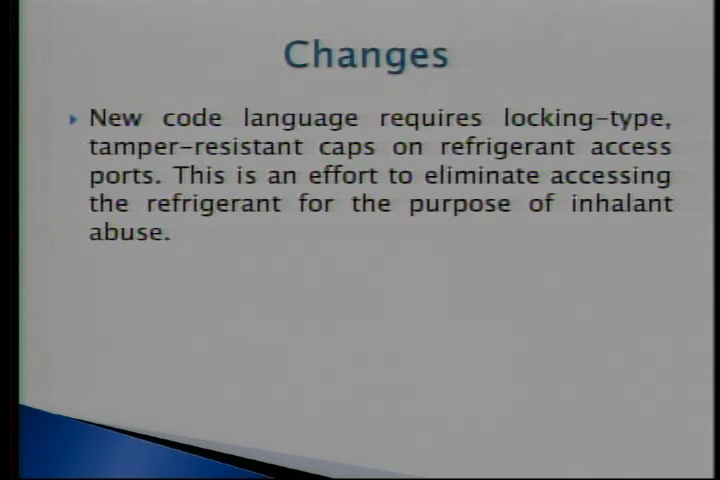 Changes
New code language requires locking-type,
tamper-resistant caps on refrigerant access
ports. This is an effort to eliminate accessing
the refrigerant for the purpose of inhalant
abuse.